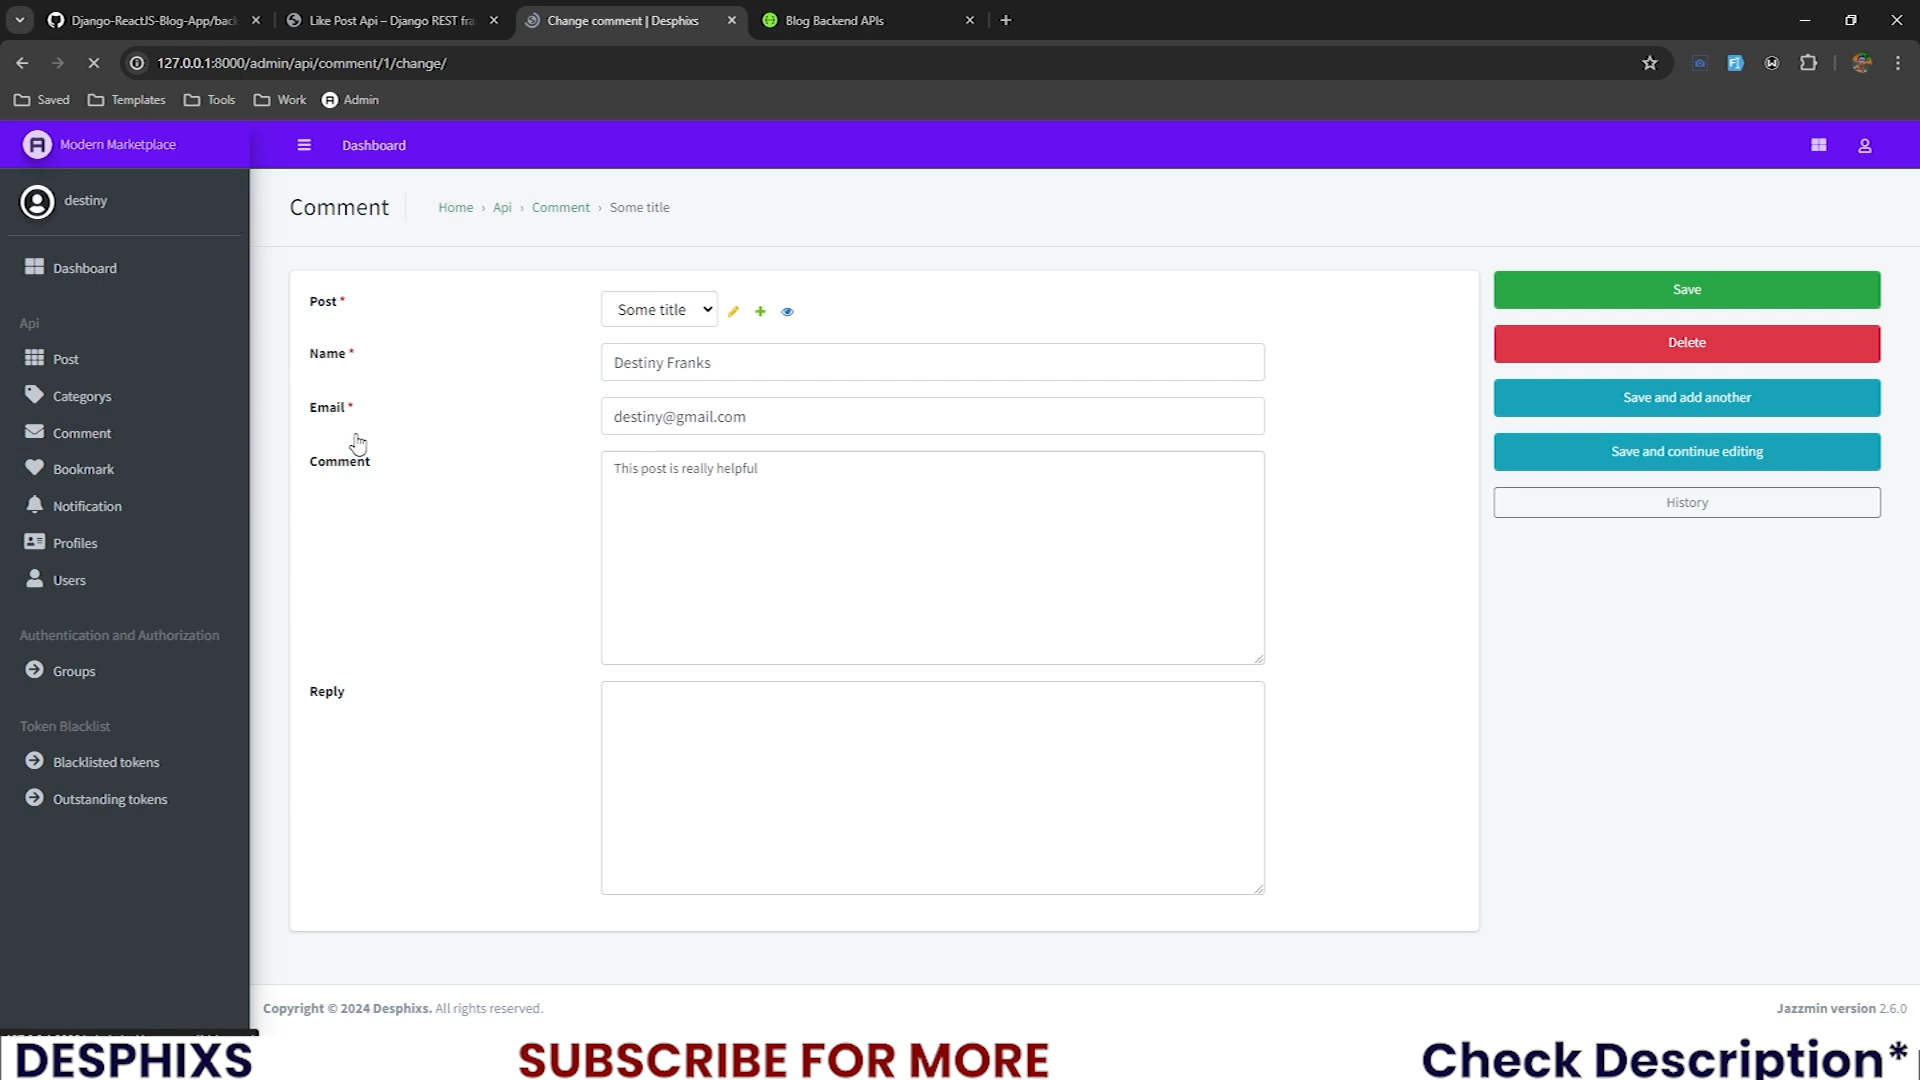 Django-ReactJS-Blog-App/back
Like Post Api – Django REST fra
Change comment | Desphixs
Blog Backend APIs
127.0.0.1:8000/admin/api/comment/1/change/
Saved
Templates
Tools
Work
Admin
Modern Marketplace
Dashboard
destiny
Dashboard
Api
Post
Categorys
Comment
Bookmark
Notification
Profiles
Users
Authentication and Authorization
Groups
Token Blacklist
Blacklisted tokens
Outstanding tokens
Comment
Home › Api › Comment › Some title
Post *
Some title
Name *
Destiny Franks
Email *
destiny@gmail.com
Comment
This post is really helpful
Reply
Save
Delete
Save and add another
Save and continue editing
History
Copyright © 2024 Desphixs. All rights reserved.
Jazzmin version 2.6.0
DESPHIXS
SUBSCRIBE FOR MORE
Check Description*